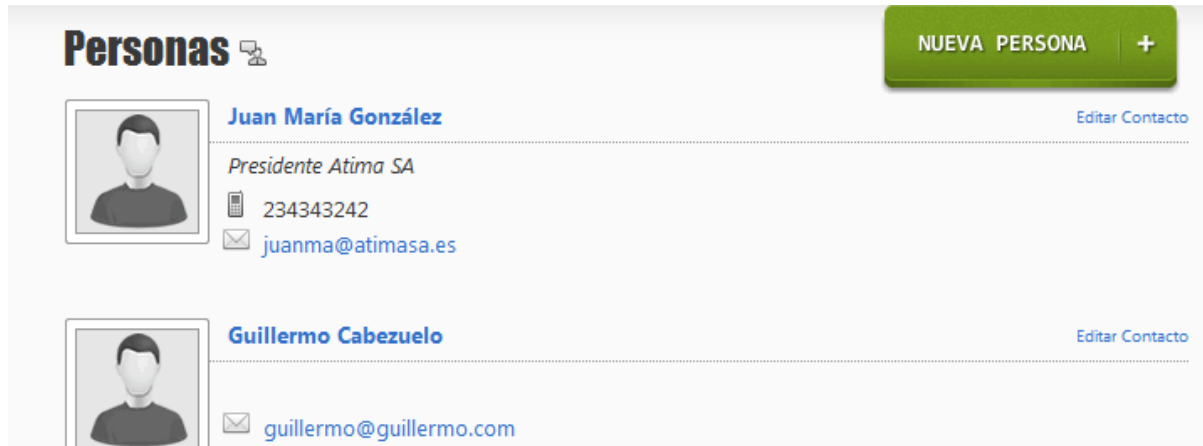 Personas
NUEVA PERSONA +
Juan María González
Editar Contacto
Presidente Atima SA
234343242
juanma@atimasa.es
Guillermo Cabezuelo
Editar Contacto
guillermo@guillermo.com